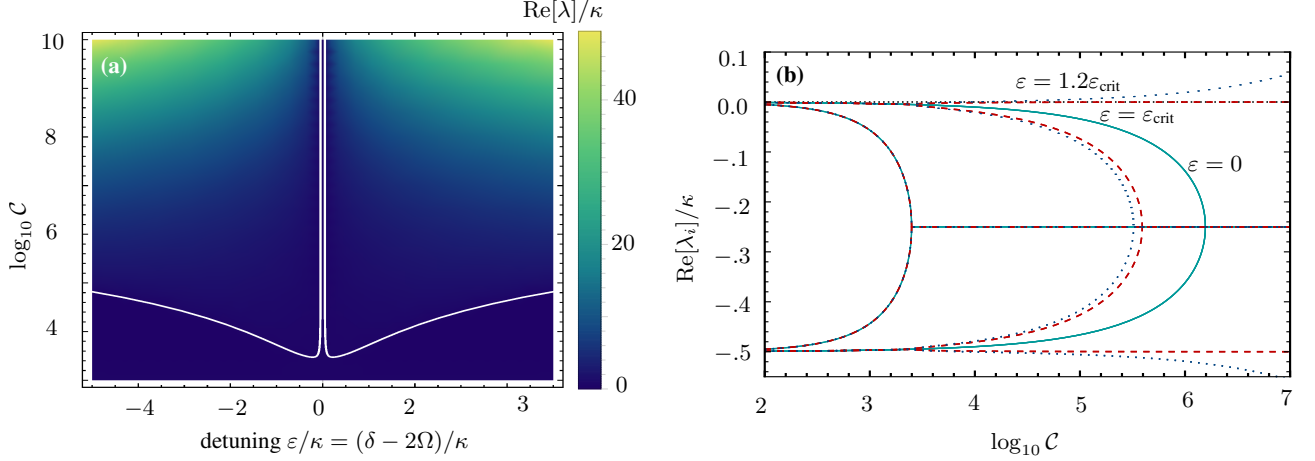 Re[λ]/κ
(a)
10
8
6
4
log₁₀ 𝒞
−4
−2
0
2
3
detuning ε/κ = (δ − 2Ω)/κ
40
20
0
(b)
0.1
0.0
−.1
−.2
−.3
−.4
−.5
Re[λᵢ]/κ
ε = 1.2ε_crit
ε = ε_crit
ε = 0
2
3
4
5
6
7
log₁₀ 𝒞